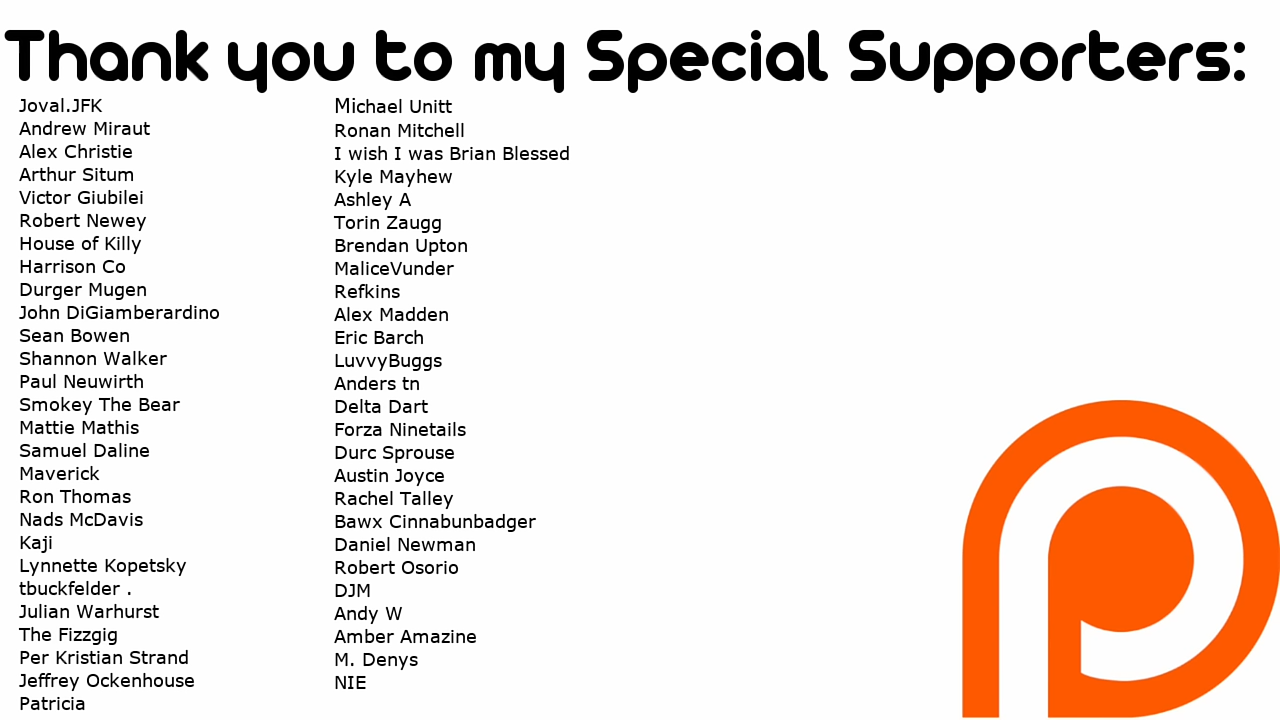 Thank you to my Special Supporters:
Joval.JFK
Andrew Miraut
Alex Christie
Arthur Situm
Victor Giubilei
Robert Newey
House of Killy
Harrison Co
Durger Mugen
John DiGiamberardino
Sean Bowen
Shannon Walker
Paul Neuwirth
Smokey The Bear
Mattie Mathis
Samuel Daline
Maverick
Ron Thomas
Nads McDavis
Kaji
Lynnette Kopetsky
tbuckfelder .
Julian Warhurst
The Fizzgig
Per Kristian Strand
Jeffrey Ockenhouse
Patricia
Michael Unitt
Ronan Mitchell
I wish I was Brian Blessed
Kyle Mayhew
Ashley A
Torin Zaugg
Brendan Upton
MaliceVunder
Refkins
Alex Madden
Eric Barch
LuvvyBuggs
Anders tn
Delta Dart
Forza Ninetails
Durc Sprouse
Austin Joyce
Rachel Talley
Bawx Cinnabunbadger
Daniel Newman
Robert Osorio
DJM
Andy W
Amber Amazine
M. Denys
NIE